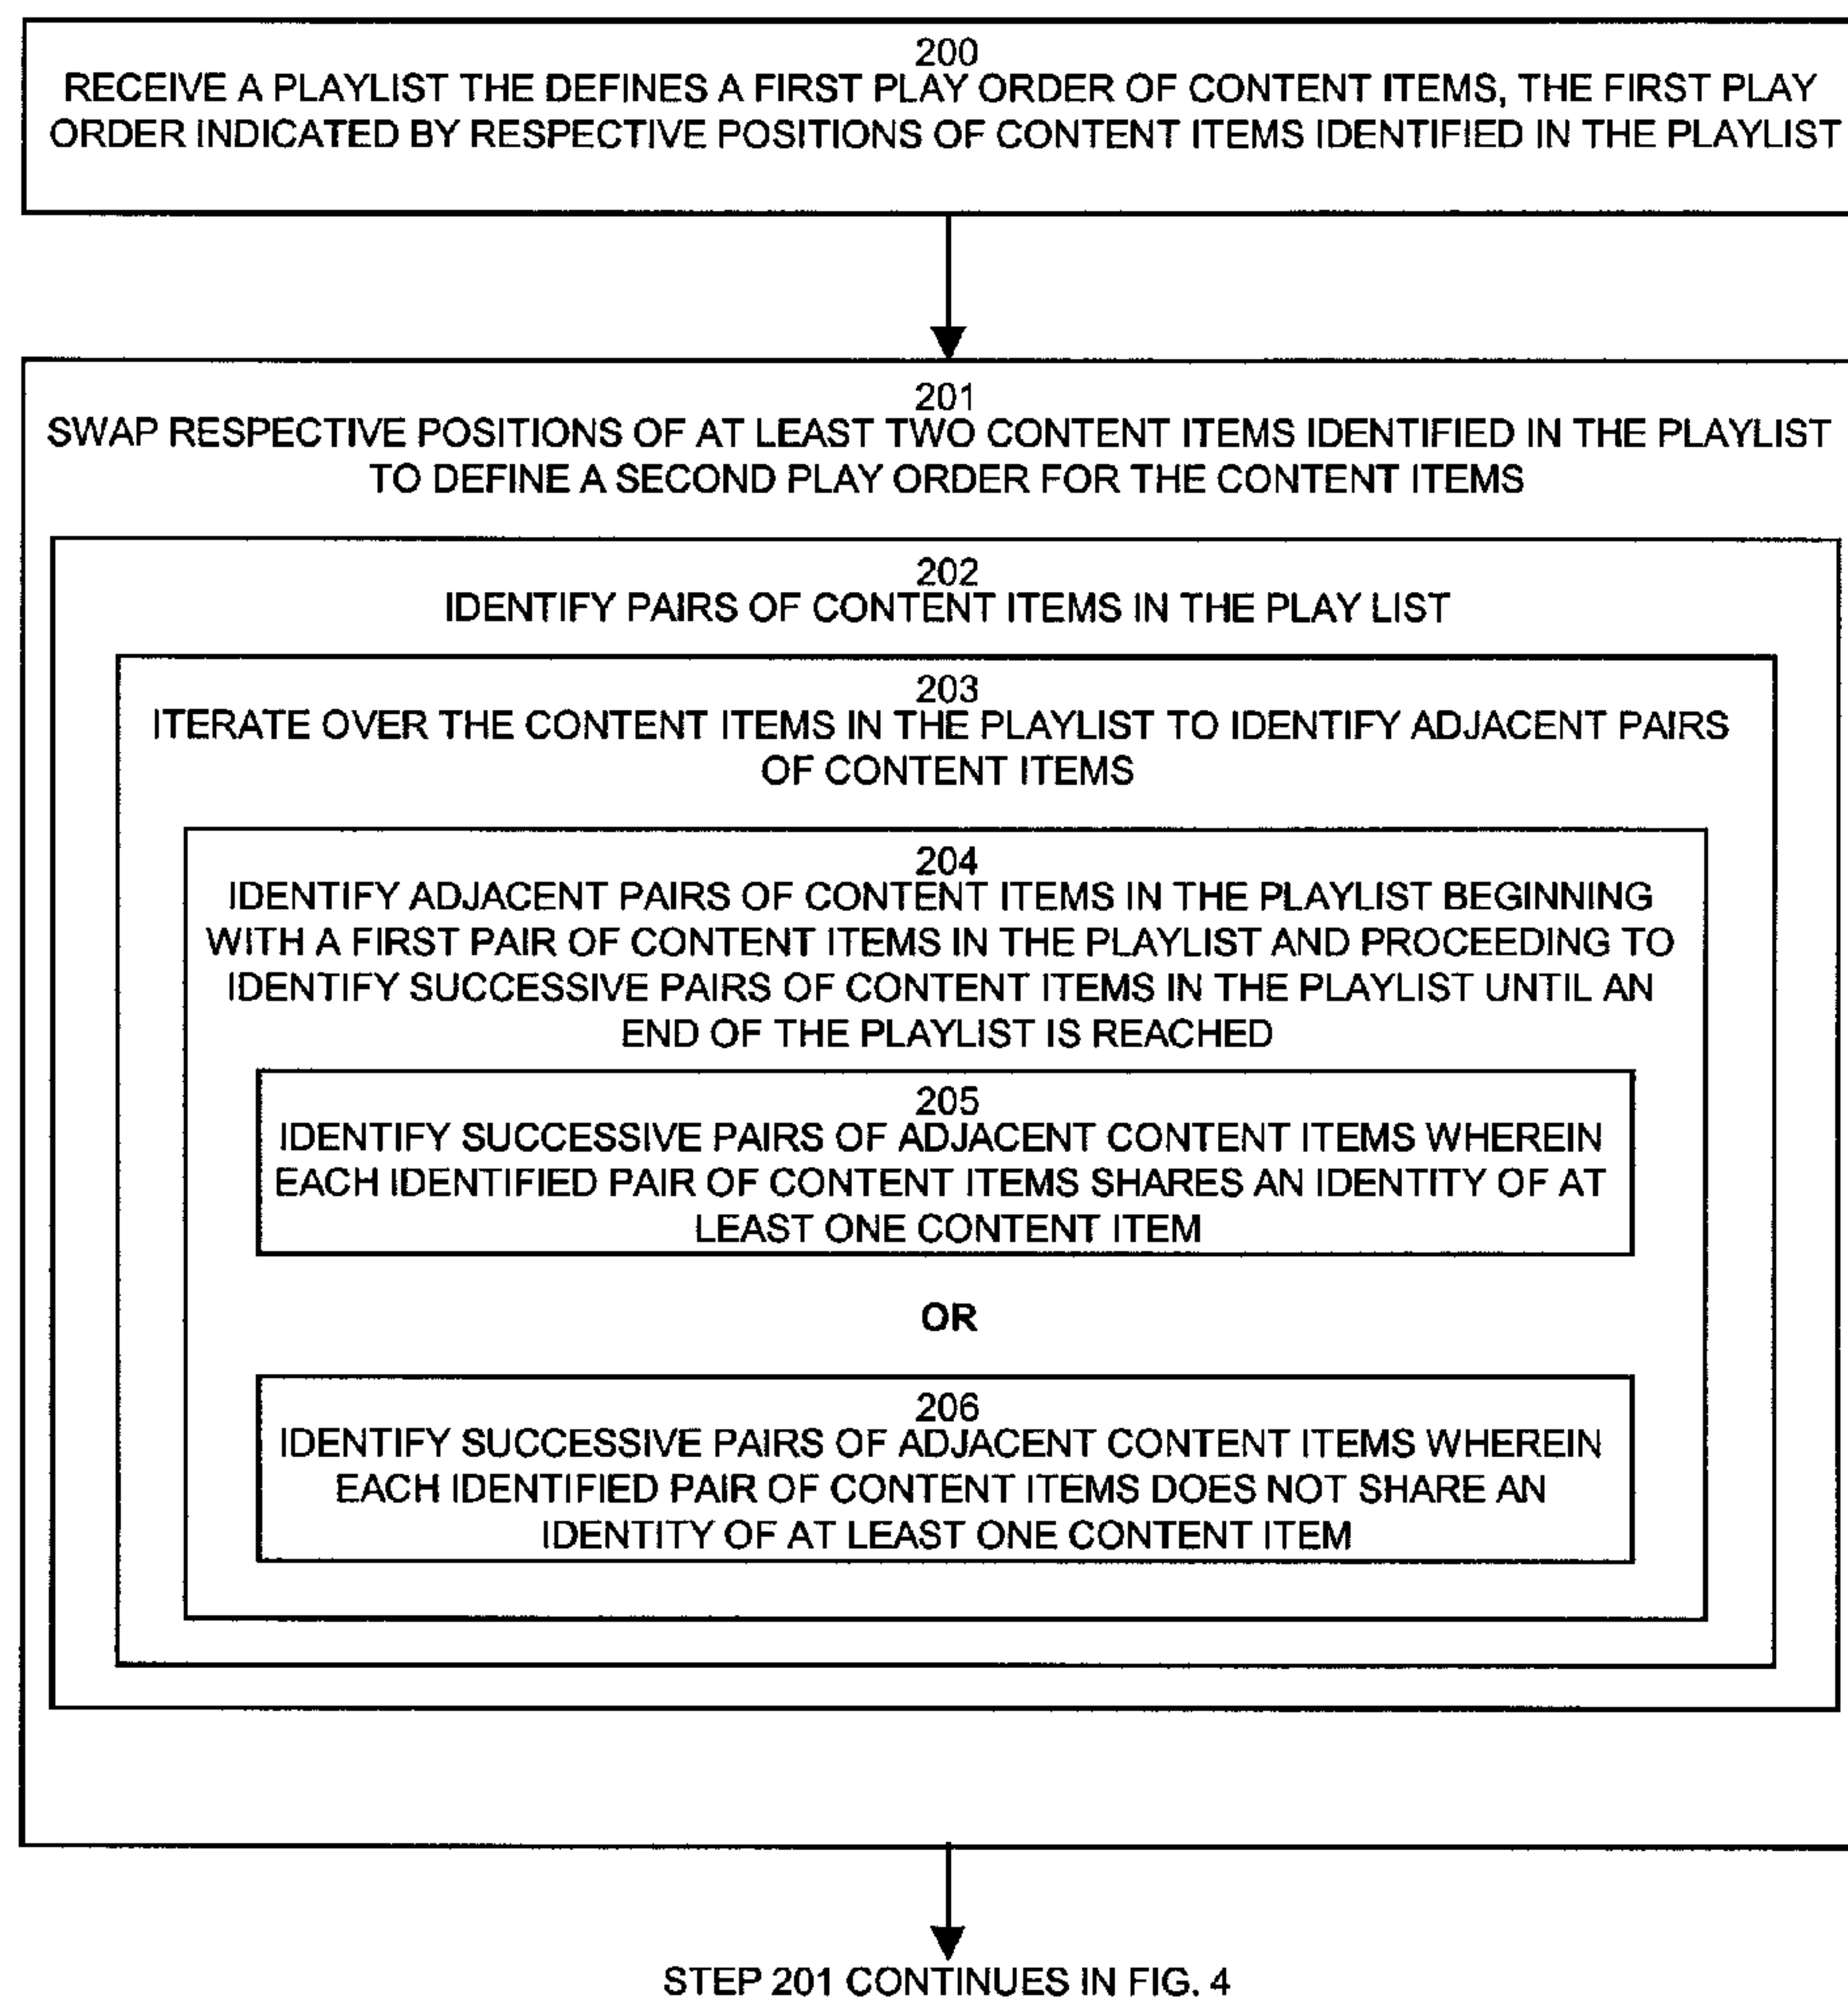 200
RECEIVE A PLAYLIST THE DEFINES A FIRST PLAY ORDER OF CONTENT ITEMS, THE FIRST PLAY
ORDER INDICATED BY RESPECTIVE POSITIONS OF CONTENT ITEMS IDENTIFIED IN THE PLAYLIST
201
SWAP RESPECTIVE POSITIONS OF AT LEAST TWO CONTENT ITEMS IDENTIFIED IN THE PLAYLIST
TO DEFINE A SECOND PLAY ORDER FOR THE CONTENT ITEMS
202
IDENTIFY PAIRS OF CONTENT ITEMS IN THE PLAY LIST
203
ITERATE OVER THE CONTENT ITEMS IN THE PLAYLIST TO IDENTIFY ADJACENT PAIRS
OF CONTENT ITEMS
204
IDENTIFY ADJACENT PAIRS OF CONTENT ITEMS IN THE PLAYLIST BEGINNING
WITH A FIRST PAIR OF CONTENT ITEMS IN THE PLAYLIST AND PROCEEDING TO
IDENTIFY SUCCESSIVE PAIRS OF CONTENT ITEMS IN THE PLAYLIST UNTIL AN
END OF THE PLAYLIST IS REACHED
205
IDENTIFY SUCCESSIVE PAIRS OF ADJACENT CONTENT ITEMS WHEREIN
EACH IDENTIFIED PAIR OF CONTENT ITEMS SHARES AN IDENTITY OF AT
LEAST ONE CONTENT ITEM
OR
206
IDENTIFY SUCCESSIVE PAIRS OF ADJACENT CONTENT ITEMS WHEREIN
EACH IDENTIFIED PAIR OF CONTENT ITEMS DOES NOT SHARE AN
IDENTITY OF AT LEAST ONE CONTENT ITEM
STEP 201 CONTINUES IN FIG. 4